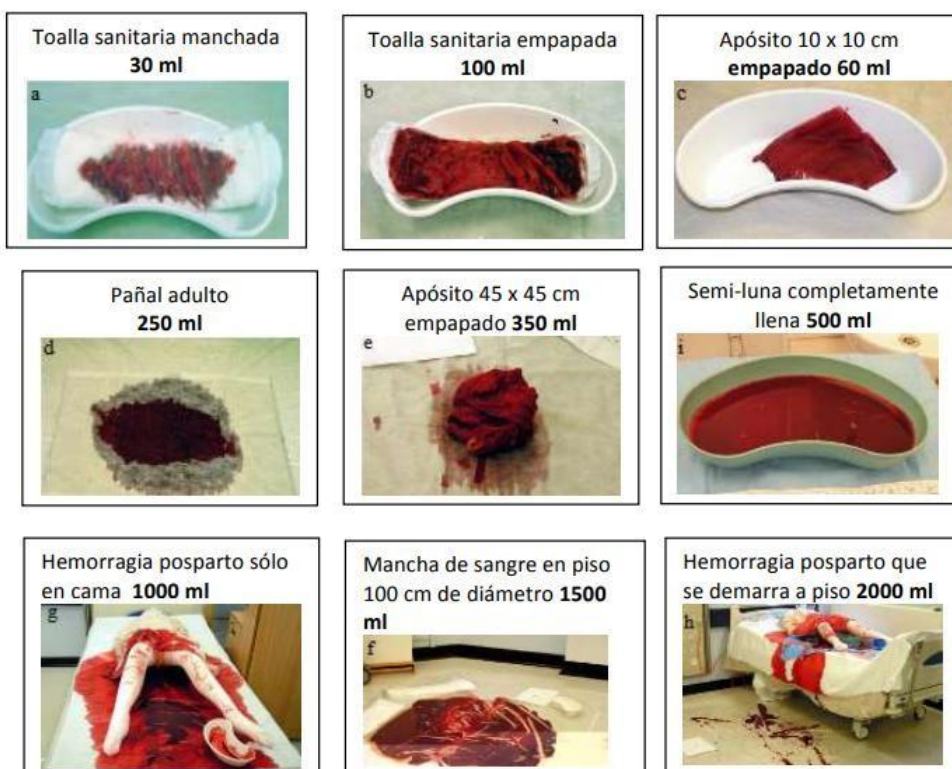 Toalla sanitaria manchada
30 ml
a
Toalla sanitaria empapada
100 ml
b
Apósito 10 x 10 cm
empapado 60 ml
c
Pañal adulto
250 ml
d
Apósito 45 x 45 cm
empapado 350 ml
e
Semi-luna completamente
llena 500 ml
i
Hemorragia posparto sólo
en cama 1000 ml
g
Mancha de sangre en piso
100 cm de diámetro 1500
ml
f
Hemorragia posparto que
se demarra a piso 2000 ml
h